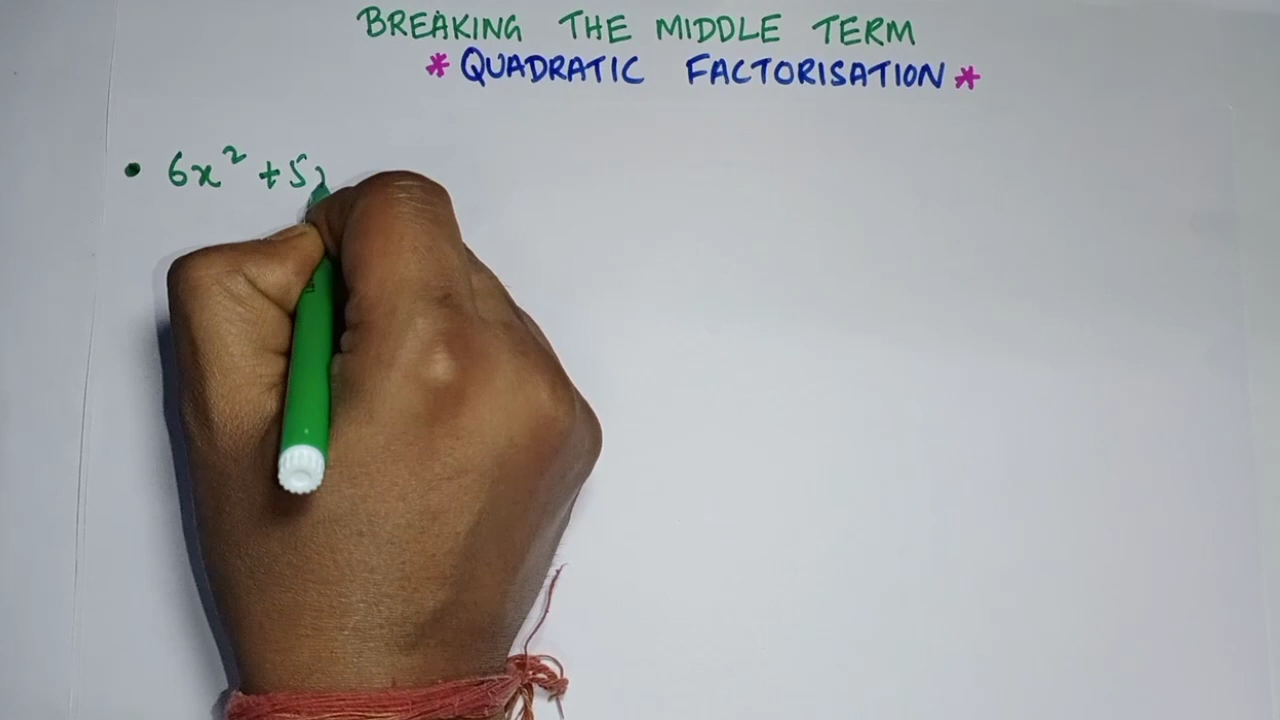 BREAKING THE MIDDLE TERM
* QUADRATIC FACTORISATION *
• 6x² + 5